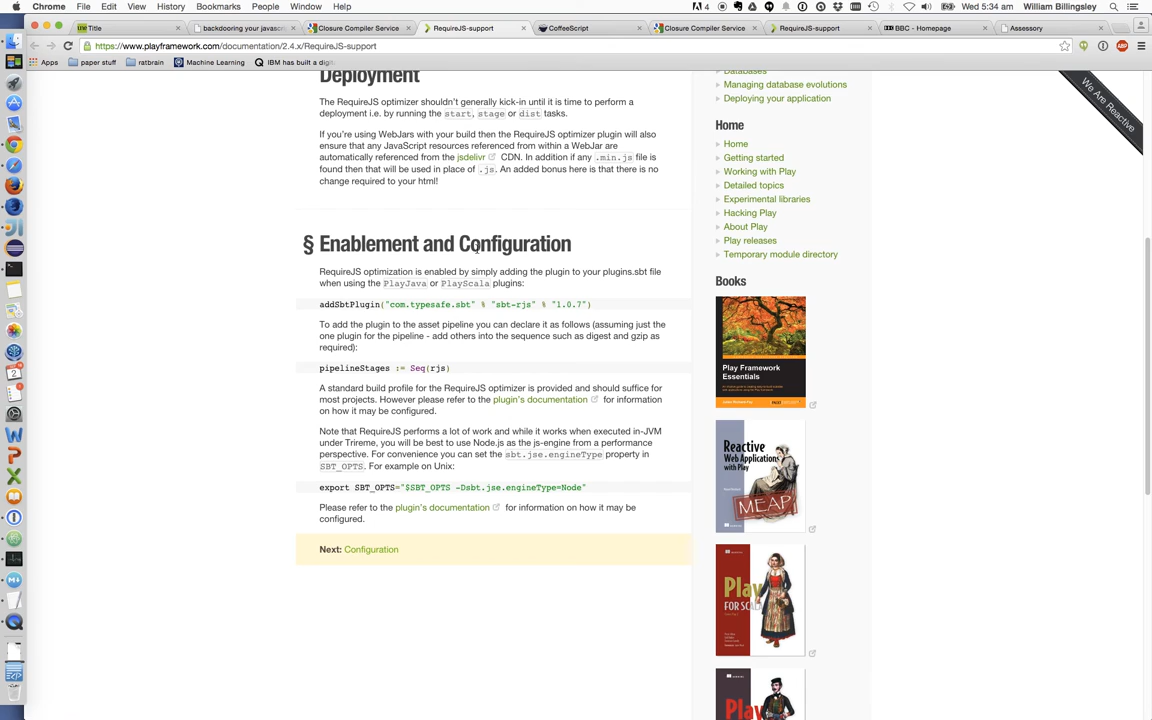 Chrome File Edit View History Bookmarks People Window Help
4
Wed 5:34 am William Billingsley
Title
backdooring your javascr
Closure Compiler Service
RequireJS-support
CoffeeScript
Closure Compiler Service
RequireJS-support
BBC - Homepage
Assessory
https://www.playframework.com/documentation/2.4.x/RequireJS-support
Apps paper stuff ratbrain Machine Learning IBM has built a digi
Deployment
The RequireJS optimizer shouldn't generally kick-in until it is time to perform a
deployment i.e. by running the start, stage or dist tasks.
If you're using WebJars with your build then the RequireJS optimizer plugin will also
ensure that any JavaScript resources referenced from within a WebJar are
automatically referenced from the jsdelivr CDN. In addition if any .min.js file is
found then that will be used in place of .js. An added bonus here is that there is no
change required to your html!
§ Enablement and Configuration
RequireJS optimization is enabled by simply adding the plugin to your plugins.sbt file
when using the PlayJava or PlayScala plugins:
addSbtPlugin("com.typesafe.sbt" % "sbt-rjs" % "1.0.7")
To add the plugin to the asset pipeline you can declare it as follows (assuming just the
one plugin for the pipeline - add others into the sequence such as digest and gzip as
required):
pipelineStages := Seq(rjs)
A standard build profile for the RequireJS optimizer is provided and should suffice for
most projects. However please refer to the plugin's documentation for information
on how it may be configured.
Note that RequireJS performs a lot of work and while it works when executed in-JVM
under Trireme, you will be best to use Node.js as the js-engine from a performance
perspective. For convenience you can set the sbt.jse.engineType property in
SBT_OPTS. For example on Unix:
export SBT_OPTS="$SBT_OPTS -Dsbt.jse.engineType=Node"
Please refer to the plugin's documentation for information on how it may be
configured.
Next: Configuration
Databases
Managing database evolutions
Deploying your application
Home
Home
Getting started
Working with Play
Detailed topics
Experimental libraries
Hacking Play
About Play
Play releases
Temporary module directory
Books
Play Framework
Essentials
Reactive
Web Applications
with Play
MEAP
Play
FOR SCALA
Play
We Are Reactive